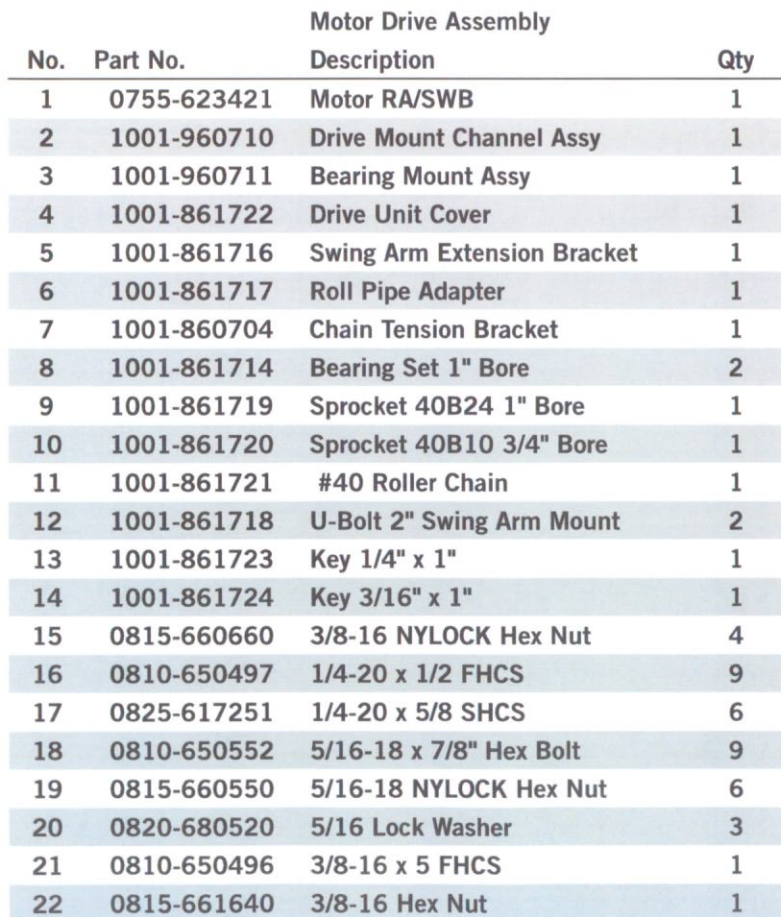 Motor Drive Assembly
No. Part No. Description Qty
1 0755-623421 Motor RA/SWB 1
2 1001-960710 Drive Mount Channel Assy 1
3 1001-960711 Bearing Mount Assy 1
4 1001-861722 Drive Unit Cover 1
5 1001-861716 Swing Arm Extension Bracket 1
6 1001-861717 Roll Pipe Adapter 1
7 1001-860704 Chain Tension Bracket 1
8 1001-861714 Bearing Set 1" Bore 2
9 1001-861719 Sprocket 40B24 1" Bore 1
10 1001-861720 Sprocket 40B10 3/4" Bore 1
11 1001-861721 #40 Roller Chain 1
12 1001-861718 U-Bolt 2" Swing Arm Mount 2
13 1001-861723 Key 1/4" x 1" 1
14 1001-861724 Key 3/16" x 1" 1
15 0815-660660 3/8-16 NYLOCK Hex Nut 4
16 0810-650497 1/4-20 x 1/2 FHCS 9
17 0825-617251 1/4-20 x 5/8 SHCS 6
18 0810-650552 5/16-18 x 7/8" Hex Bolt 9
19 0815-660550 5/16-18 NYLOCK Hex Nut 6
20 0820-680520 5/16 Lock Washer 3
21 0810-650496 3/8-16 x 5 FHCS 1
22 0815-661640 3/8-16 Hex Nut 1